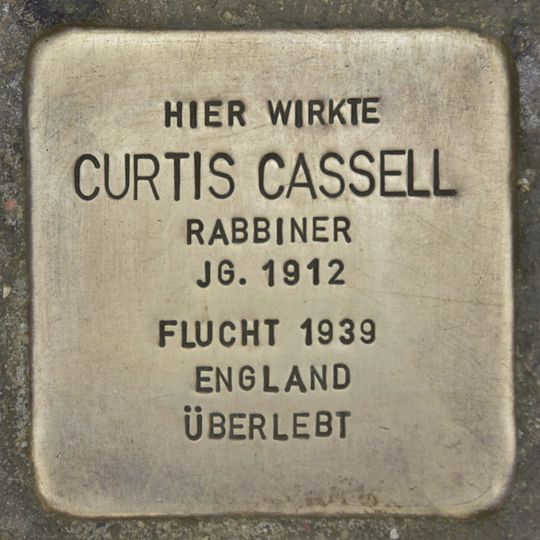 HIER WIRKTE
CURTIS CASSELL
RABBINER
JG. 1912
FLUCHT 1939
ENGLAND
ÜBERLEBT